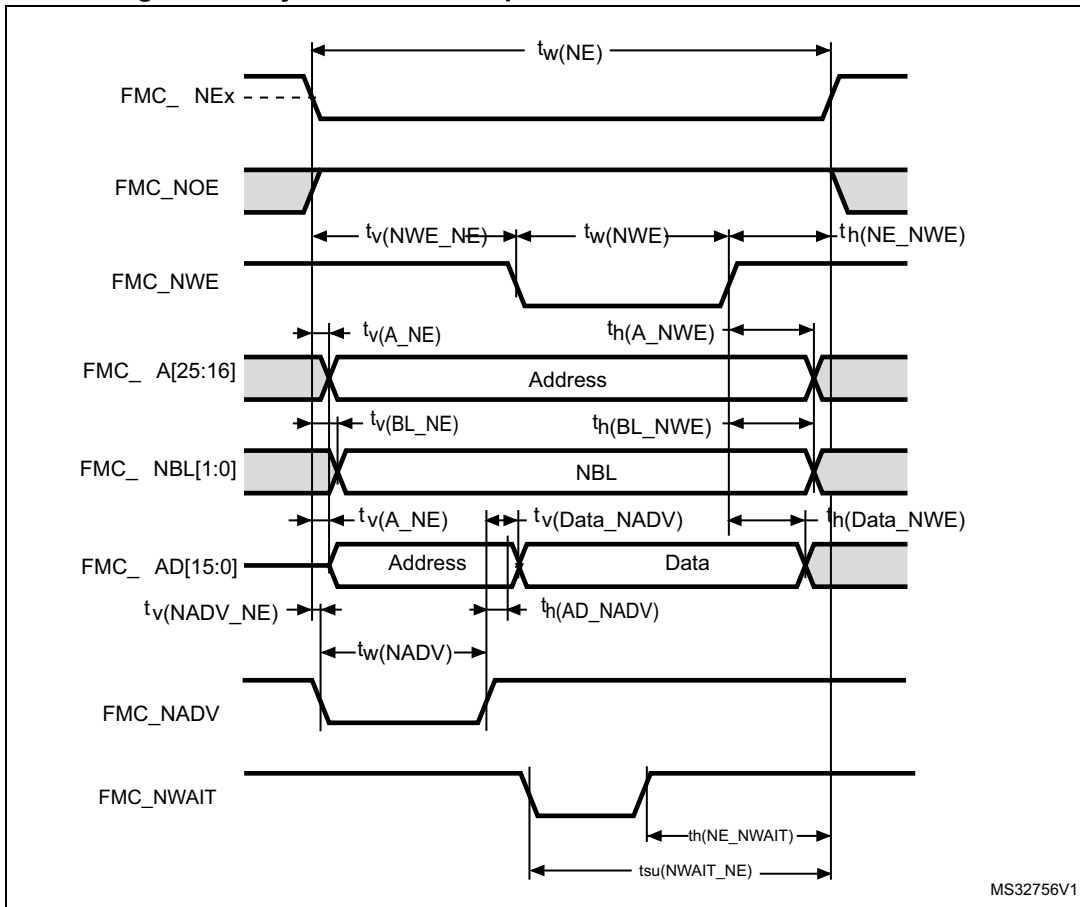 tw(NE)
FMC_ NEx
FMC_NOE
tv(NWE_NE)
tw(NWE)
th(NE_NWE)
FMC_NWE
tv(A_NE)
th(A_NWE)
FMC_ A[25:16]
Address
tv(BL_NE)
th(BL_NWE)
FMC_ NBL[1:0]
NBL
tv(A_NE)
tv(Data_NADV)
th(Data_NWE)
FMC_ AD[15:0]
Address
Data
tv(NADV_NE)
th(AD_NADV)
tw(NADV)
FMC_NADV
FMC_NWAIT
th(NE_NWAIT)
tsu(NWAIT_NE)
MS32756V1